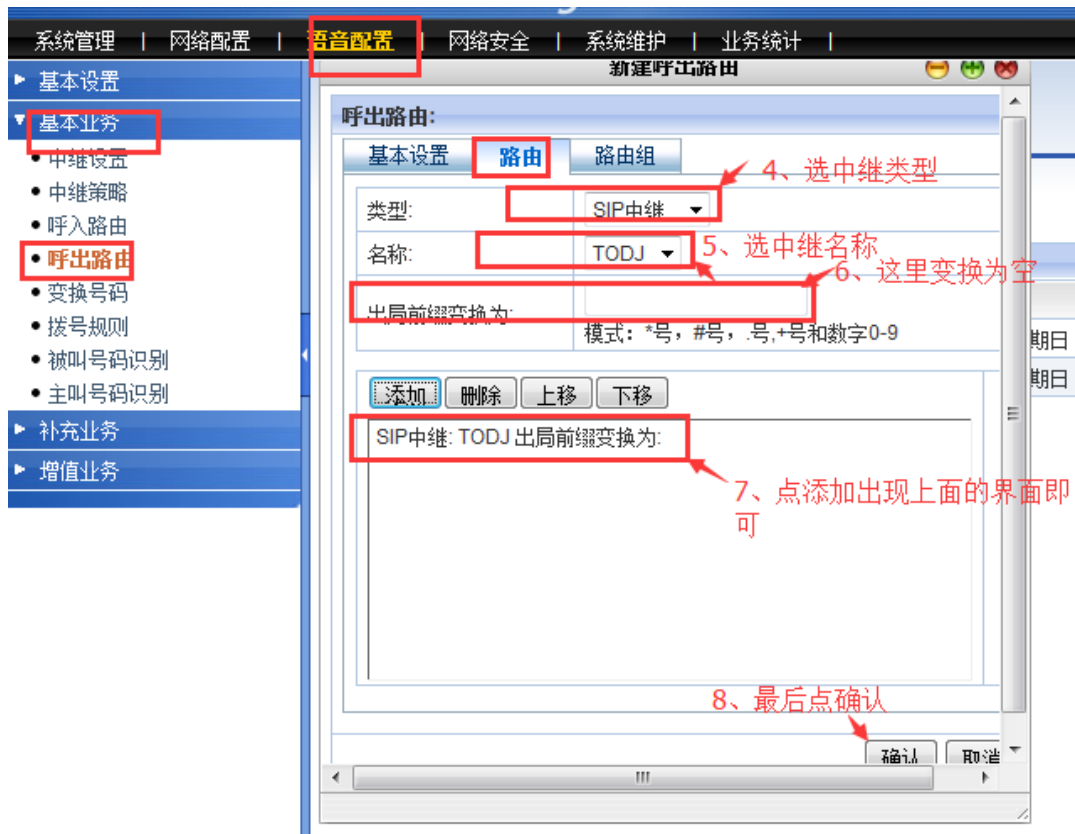 系统管理 | 网络配置 | 语音配置 | 网络安全 | 系统维护 | 业务统计 |
基本设置
基本业务
中继设置
中继策略
呼入路由
呼出路由
变换号码
拨号规则
被叫号码识别
主叫号码识别
补充业务
增值业务
新建呼出路由
呼出路由:
基本设置 路由 路由组
4、选中继类型
类型: SIP中继
名称: TODJ
5、选中继名称
6、这里变换为空
出局前缀变换为:
模式：*号，#号，.号,+号和数字0-9
期日
期日
添加 删除 上移 下移
SIP中继: TODJ 出局前缀变换为:
7、点添加出现上面的界面即
可
8、最后点确认
确认 取消